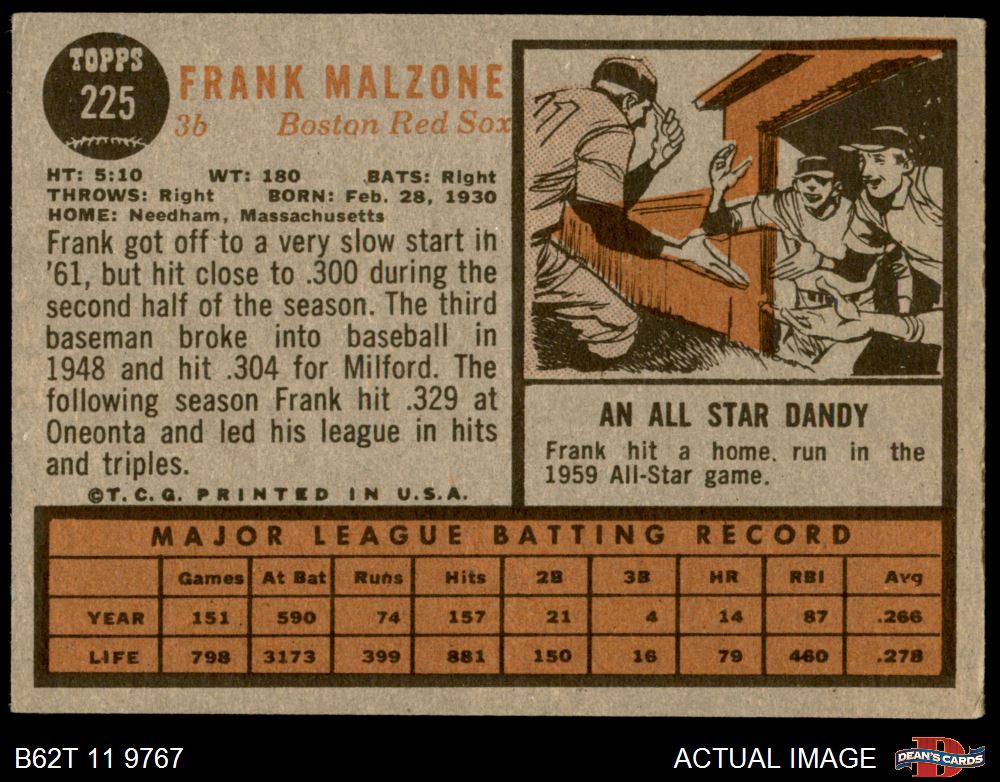 TOPPS
225
FRANK MALZONE
3b Boston Red Sox
HT: 5:10 WT: 180 BATS: Right
THROWS: Right BORN: Feb. 28, 1930
HOME: Needham, Massachusetts
Frank got off to a very slow start in
'61, but hit close to .300 during the
second half of the season. The third
baseman broke into baseball in
1948 and hit .304 for Milford. The
following season Frank hit .329 at
Oneonta and led his league in hits
and triples.
©T.C.G. PRINTED IN U.S.A.
AN ALL STAR DANDY
Frank hit a home run in the
1959 All-Star game.
MAJOR LEAGUE BATTING RECORD
Games At Bat Runs Hits 2B 3B HR RBI Avg
YEAR 151 590 74 157 21 4 14 87 .266
LIFE 798 3173 399 881 150 16 79 460 .278
B62T 11 9767
ACTUAL IMAGE
D
DEAN'S CARDS